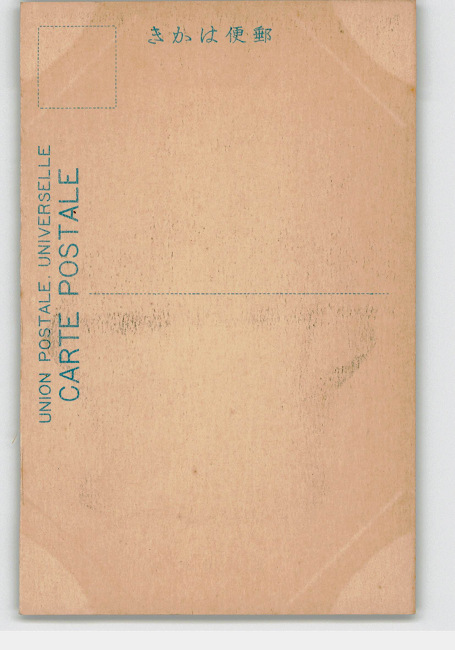 郵便はかき
UNION POSTALE, UNIVERSELLE
CARTE POSTALE